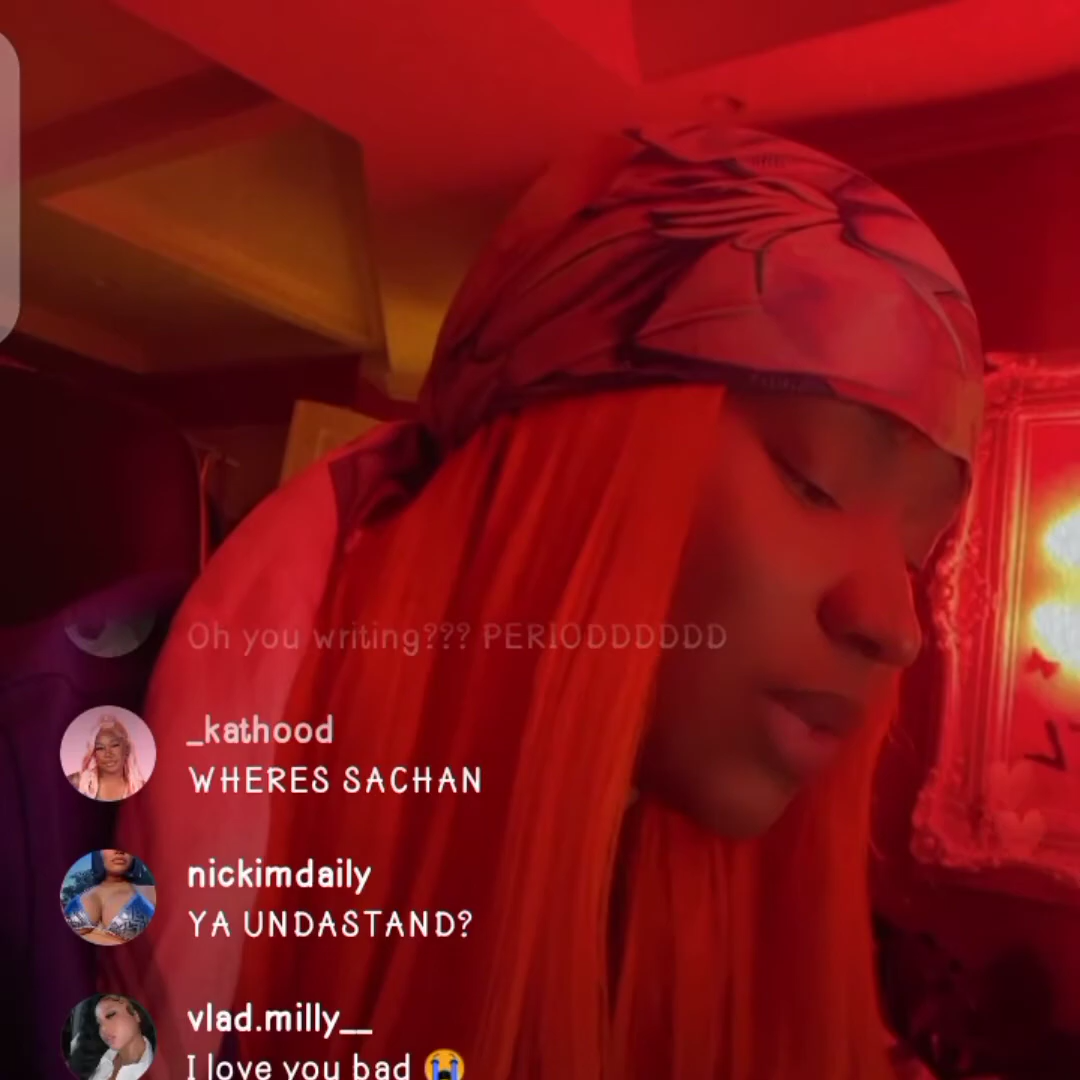 Oh you writing??? PERIODDDDDD
_kathood
WHERES SACHAN
nickimdaily
YA UNDASTAND?
vlad.milly__
I love you bad 😭